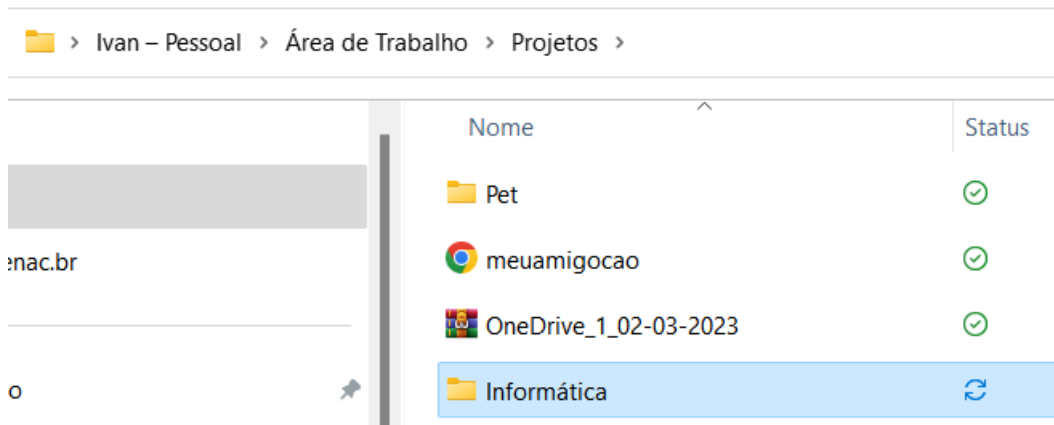 Ivan – Pessoal > Área de Trabalho > Projetos >
Nome Status
Pet
enac.br
meuamigocao
OneDrive_1_02-03-2023
o
Informática